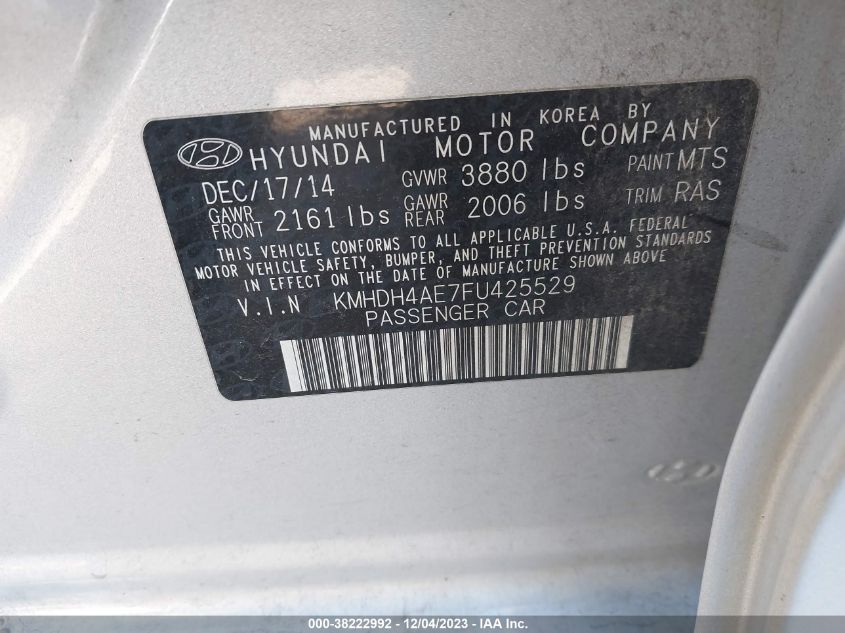 MANUFACTURED IN KOREA BY
HYUNDAI MOTOR COMPANY
DEC/17/14 GVWR 3880 lbs PAINT MTS
GAWR FRONT 2161 lbs GAWR REAR 2006 lbs TRIM RAS
THIS VEHICLE CONFORMS TO ALL APPLICABLE U.S.A. FEDERAL
MOTOR VEHICLE SAFETY, BUMPER, AND THEFT PREVENTION STANDARDS
IN EFFECT ON THE DATE OF MANUFACTURE SHOWN ABOVE.
V.I.N KMHDH4AE7FU425529
PASSENGER CAR
000-38222992 - 12/04/2023 - IAA Inc.